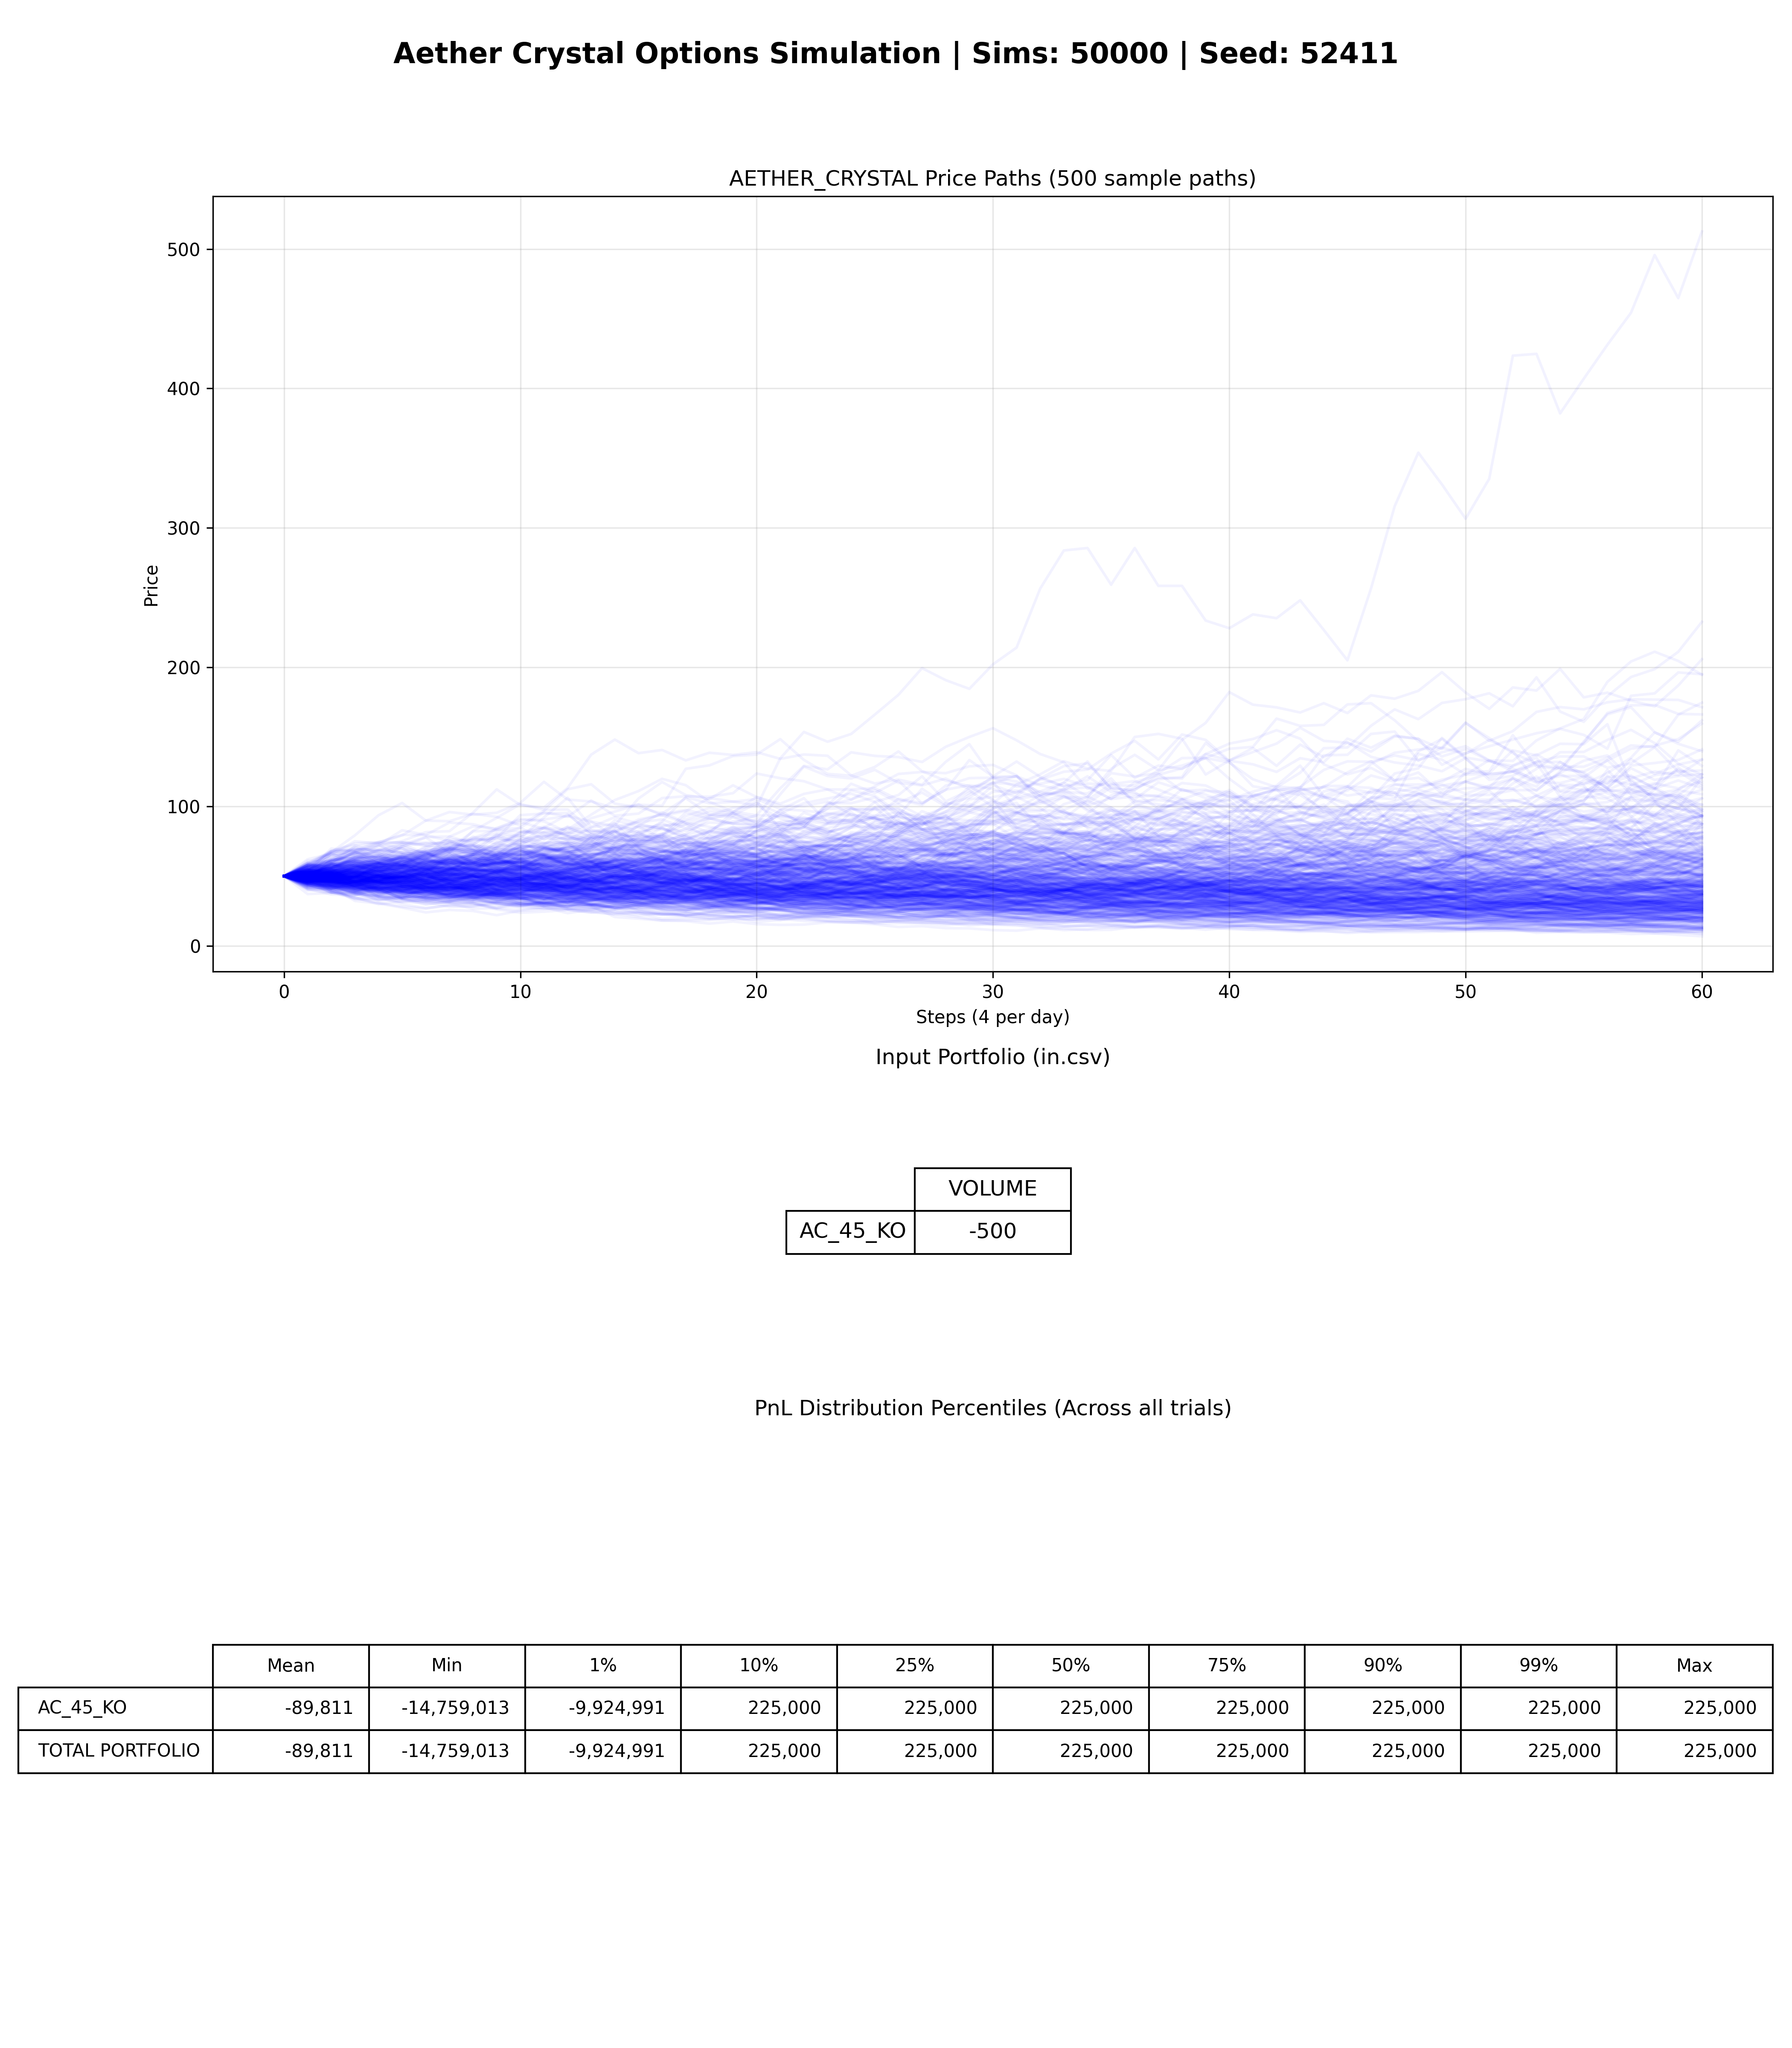 Aether Crystal Options Simulation | Sims: 50000 | Seed: 52411
AETHER_CRYSTAL Price Paths (500 sample paths)
500
400
300
200
100
0
Price
0 10 20 30 40 50 60
Steps (4 per day)
Input Portfolio (in.csv)
VOLUME
AC_45_KO -500
PnL Distribution Percentiles (Across all trials)
Mean Min 1% 10% 25% 50% 75% 90% 99% Max
AC_45_KO -89,811 -14,759,013 -9,924,991 225,000 225,000 225,000 225,000 225,000 225,000 225,000
TOTAL PORTFOLIO -89,811 -14,759,013 -9,924,991 225,000 225,000 225,000 225,000 225,000 225,000 225,000